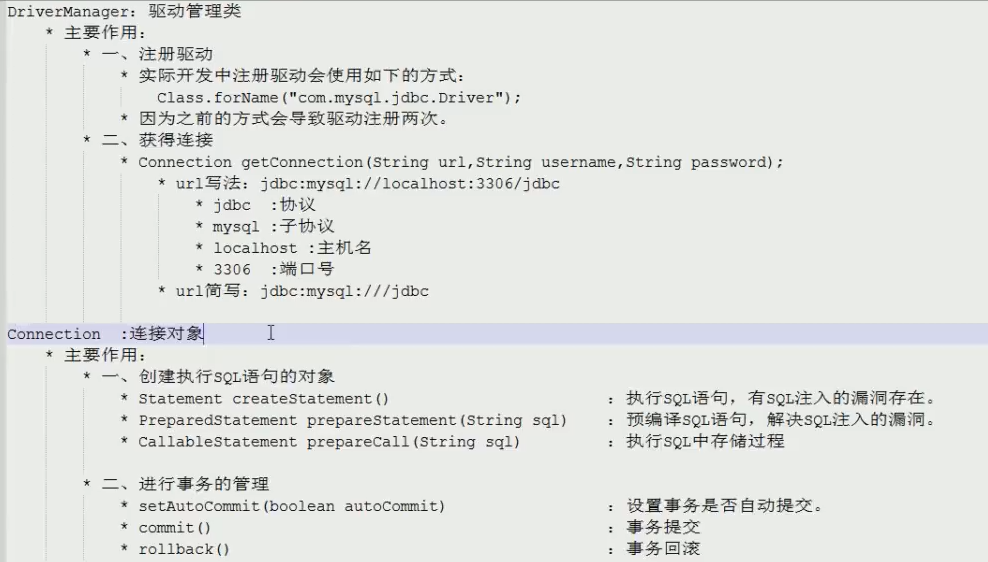 DriverManager：驱动管理类
* 主要作用：
* 一、注册驱动
* 实际开发中注册驱动会使用如下的方式：
Class.forName("com.mysql.jdbc.Driver");
* 因为之前的方式会导致驱动注册两次。
* 二、获得连接
* Connection getConnection(String url,String username,String password);
* url写法：jdbc:mysql://localhost:3306/jdbc
* jdbc :协议
* mysql :子协议
* localhost :主机名
* 3306 :端口号
* url简写：jdbc:mysql:///jdbc
Connection :连接对象
* 主要作用：
* 一、创建执行SQL语句的对象
* Statement createStatement() ：执行SQL语句，有SQL注入的漏洞存在。
* PreparedStatement prepareStatement(String sql) ：预编译SQL语句，解决SQL注入的漏洞。
* CallableStatement prepareCall(String sql) ：执行SQL中存储过程
* 二、进行事务的管理
* setAutoCommit(boolean autoCommit) ：设置事务是否自动提交。
* commit() ：事务提交
* rollback() ：事务回滚